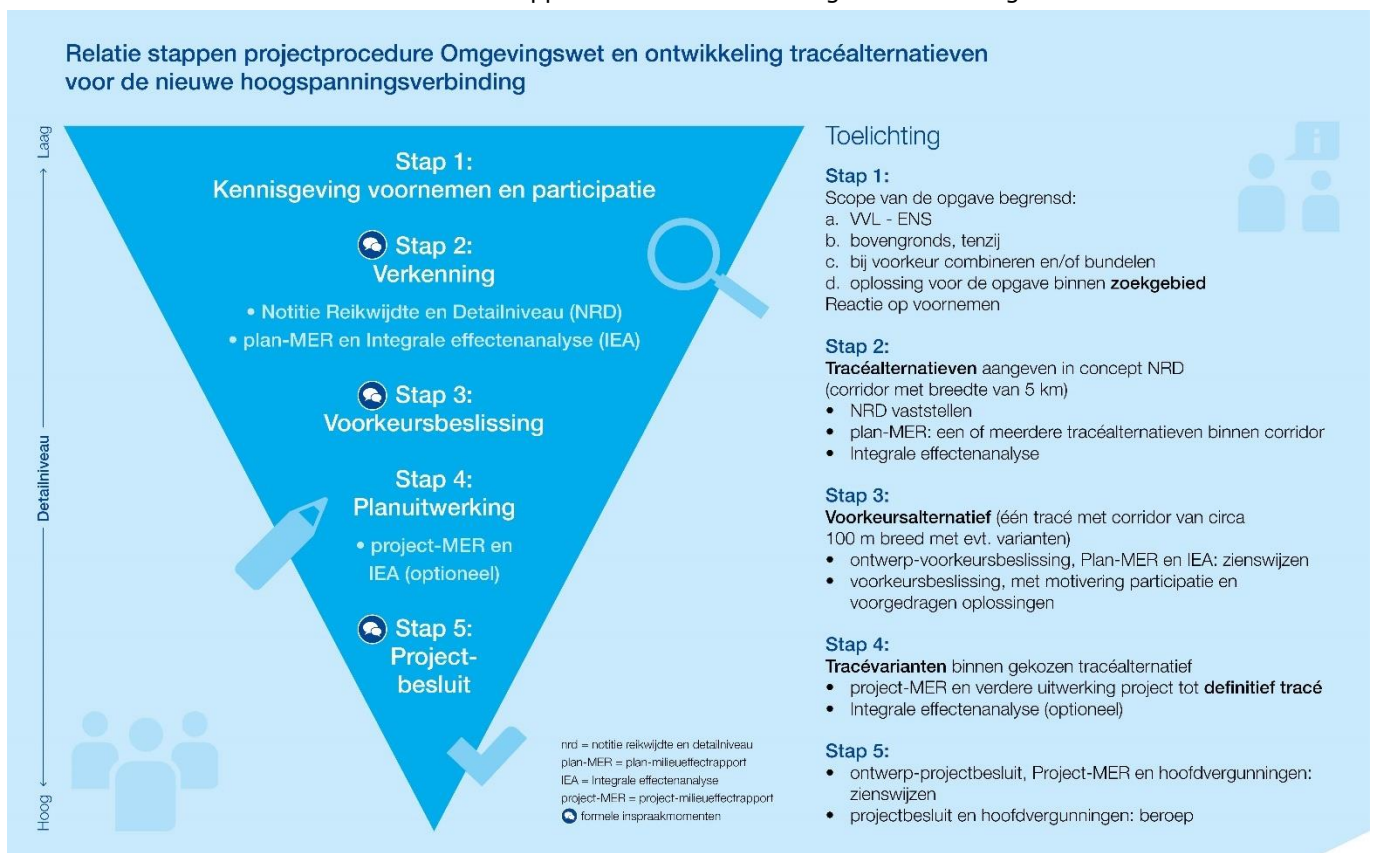 Relatie stappen projectprocedure Omgevingswet en ontwikkeling tracéalternatieven
voor de nieuwe hoogspanningsverbinding
Laag
Detailniveau
Hoog
Stap 1:
Kennisgeving voornemen en participatie
Stap 2:
Verkenning
• Notitie Reikwijdte en Detailniveau (NRD)
• plan-MER en Integrale effectenanalyse (IEA)
Stap 3:
Voorkeursbeslissing
Stap 4:
Planuitwerking
• project-MER en
IEA (optioneel)
Stap 5:
Project-
besluit
nrd = notitie reikwijdte en detailniveau
plan-MER = plan-milieueffectrapport
IEA = Integrale effectenanalyse
project-MER = project-milieueffectrapport
formele inspraakmomenten
Toelichting
Stap 1:
Scope van de opgave begrensd:
a. VVL - ENS
b. bovengronds, tenzij
c. bij voorkeur combineren en/of bundelen
d. oplossing voor de opgave binnen zoekgebied
Reactie op voornemen
Stap 2:
Tracéalternatieven aangeven in concept NRD
(corridor met breedte van 5 km)
• NRD vaststellen
• plan-MER: een of meerdere tracéalternatieven binnen corridor
• Integrale effectenanalyse
Stap 3:
Voorkeursalternatief (één tracé met corridor van circa
100 m breed met evt. varianten)
• ontwerp-voorkeursbeslissing, Plan-MER en IEA: zienswijzen
• voorkeursbeslissing, met motivering participatie en
voorgedragen oplossingen
Stap 4:
Tracévarianten binnen gekozen tracéalternatief
• project-MER en verdere uitwerking project tot definitief tracé
• Integrale effectenanalyse (optioneel)
Stap 5:
• ontwerp-projectbesluit, Project-MER en hoofdvergunningen:
zienswijzen
• projectbesluit en hoofdvergunningen: beroep